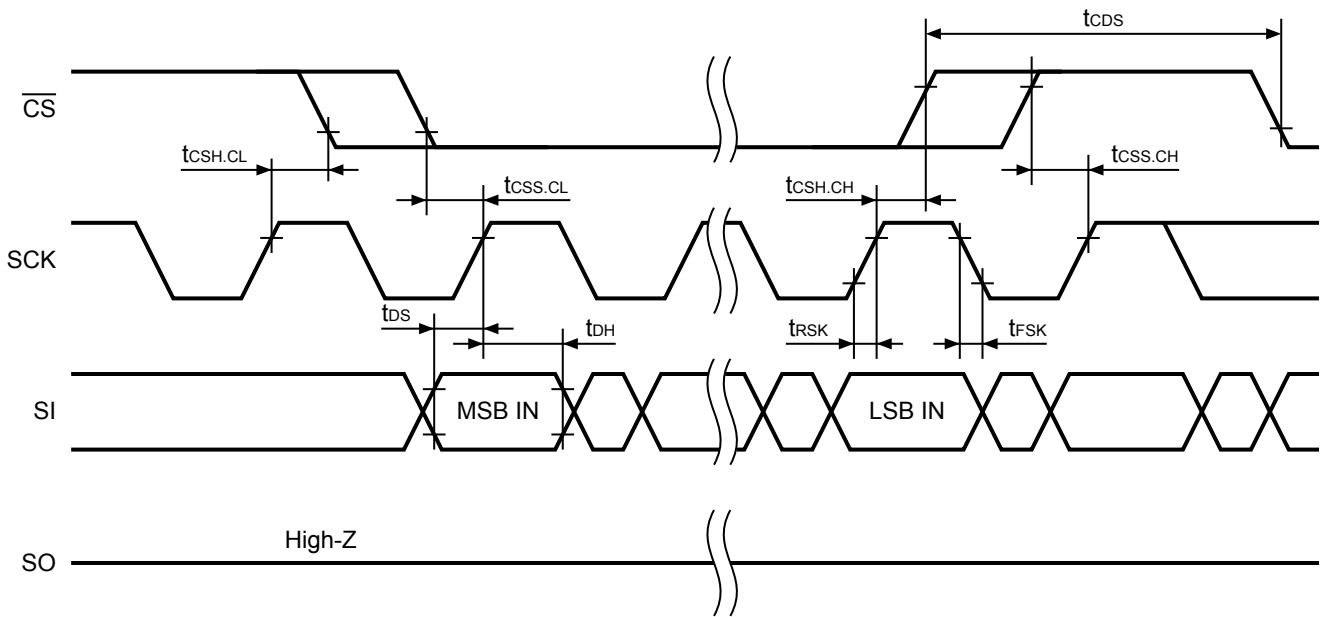 tCDS
CS
tCSH.CL
tCSS.CL
tCSH.CH
tCSS.CH
SCK
tDS
tDH
tRSK
tFSK
SI
MSB IN
LSB IN
High-Z
SO